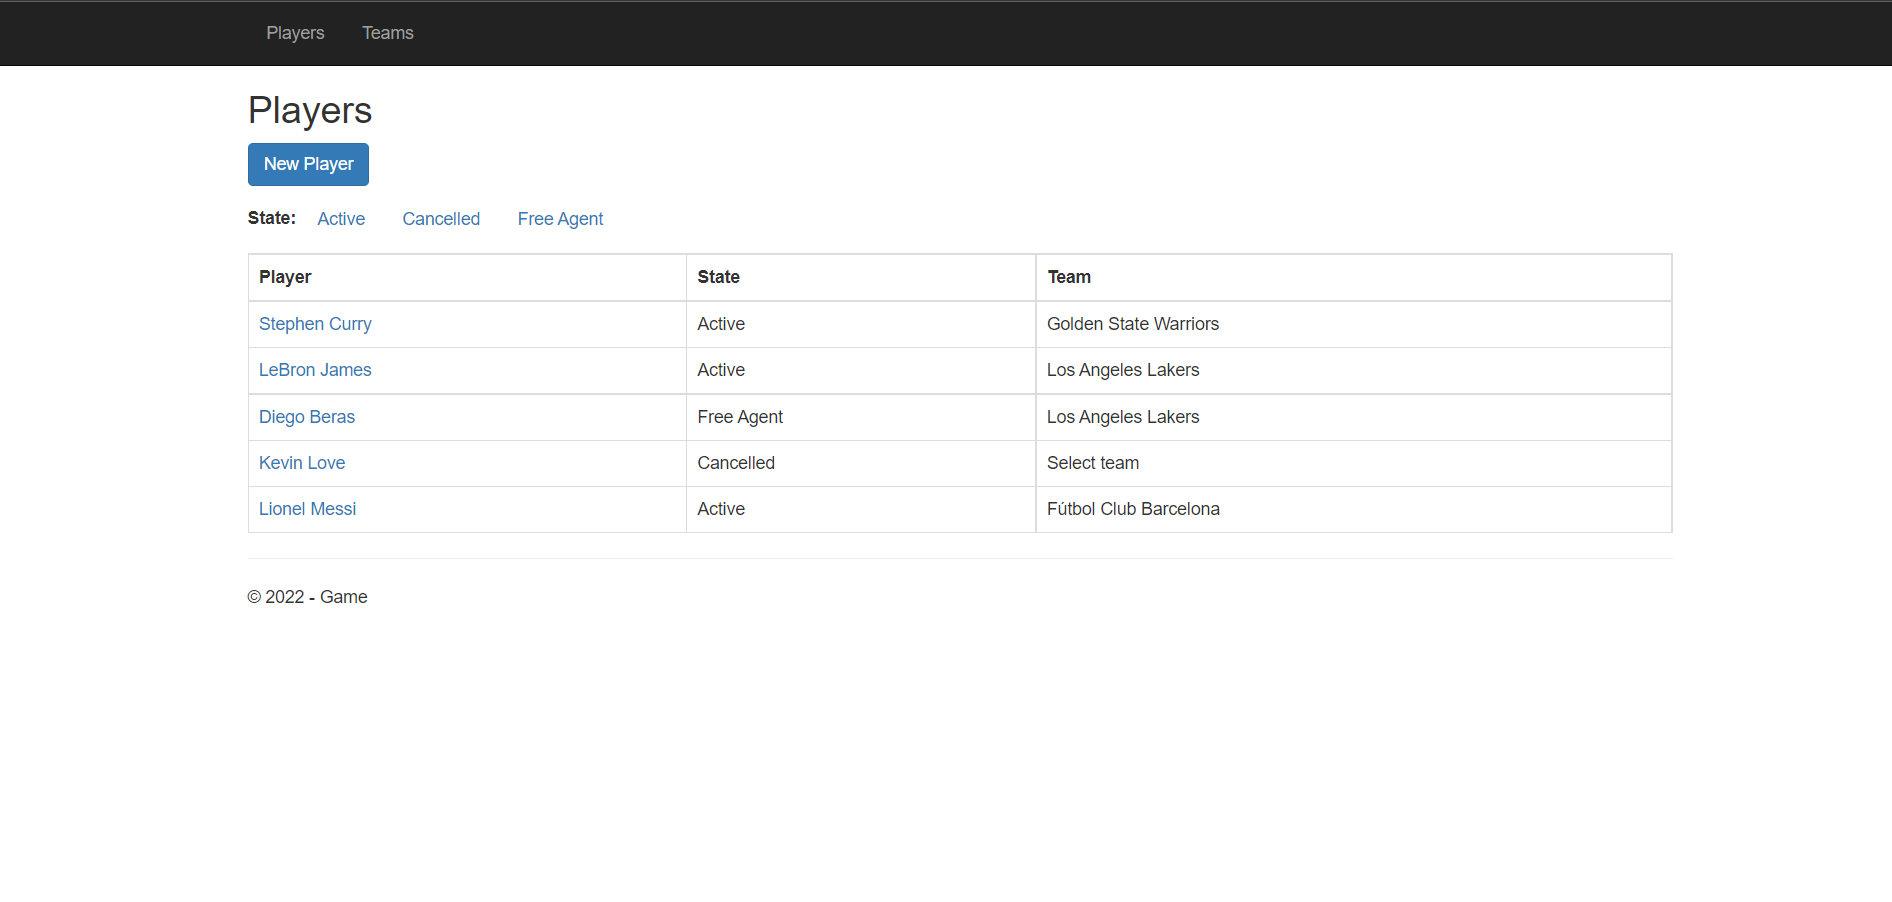 Players Teams
Players
New Player
State: Active Cancelled Free Agent
Player State Team
Stephen Curry Active Golden State Warriors
LeBron James Active Los Angeles Lakers
Diego Beras Free Agent Los Angeles Lakers
Kevin Love Cancelled Select team
Lionel Messi Active Fútbol Club Barcelona
© 2022 - Game